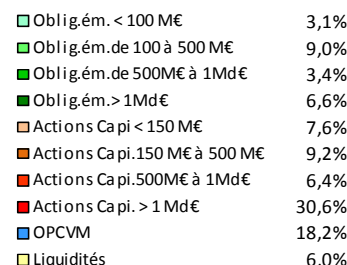 Oblig.ém. < 100 M€ 3,1%
Oblig.ém.de 100 à 500 M€ 9,0%
Oblig.ém.de 500M€ à 1Md€ 3,4%
Oblig.ém.> 1Md€ 6,6%
Actions Capi < 150 M€ 7,6%
Actions Capi.150 M€ à 500 M€ 9,2%
Actions Capi.500M€ à 1Md€ 6,4%
Actions Capi. > 1 Md€ 30,6%
OPCVM 18,2%
Liquidités 6,0%